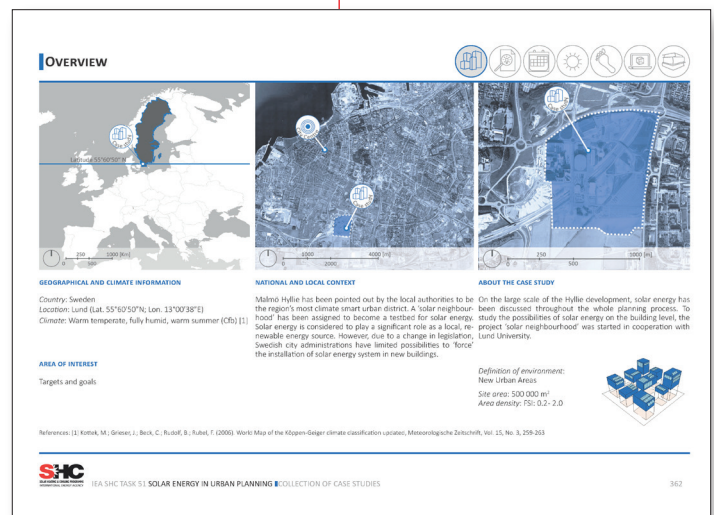 OVERVIEW
Latitude 55°60'50" N
250 1000 [Km]
0 500
1000 4000 [m]
0 2000
250 1000 [m]
0 500
GEOGRAPHICAL AND CLIMATE INFORMATION
Country: Sweden
Location: Lund (Lat. 55°60'50"N; Lon. 13°00'38"E)
Climate: Warm temperate, fully humid, warm summer (Cfb) [1]
AREA OF INTEREST
Targets and goals
NATIONAL AND LOCAL CONTEXT
Malmö Hyllie has been pointed out by the local authorities to be
the region's most climate smart urban district. A 'solar neighbour-
hood' has been assigned to become a testbed for solar energy.
Solar energy is considered to play a significant role as a local, re-
newable energy source. However, due to a change in legislation,
Swedish city administrations have limited possibilities to 'force'
the installation of solar energy system in new buildings.
ABOUT THE CASE STUDY
On the large scale of the Hyllie development, solar energy has
been discussed throughout the whole planning process. To
study the possibilities of solar energy on the building level, the
project 'solar neighbourhood' was started in cooperation with
Lund University.
Definition of environment:
New Urban Areas
Site area: 500 000 m²
Area density: FSI: 0.2- 2.0
References: [1] Kottek, M.; Grieser, J.; Beck, C.; Rudolf, B.; Rubel, F. (2006). World Map of the Köppen-Geiger climate classification updated, Meteorologische Zeitschrift, Vol. 15, No. 3, 259-263
SHC
SOLAR HEATING & COOLING PROGRAMME
INTERNATIONAL ENERGY AGENCY
IEA SHC TASK 51 SOLAR ENERGY IN URBAN PLANNING COLLECTION OF CASE STUDIES
362